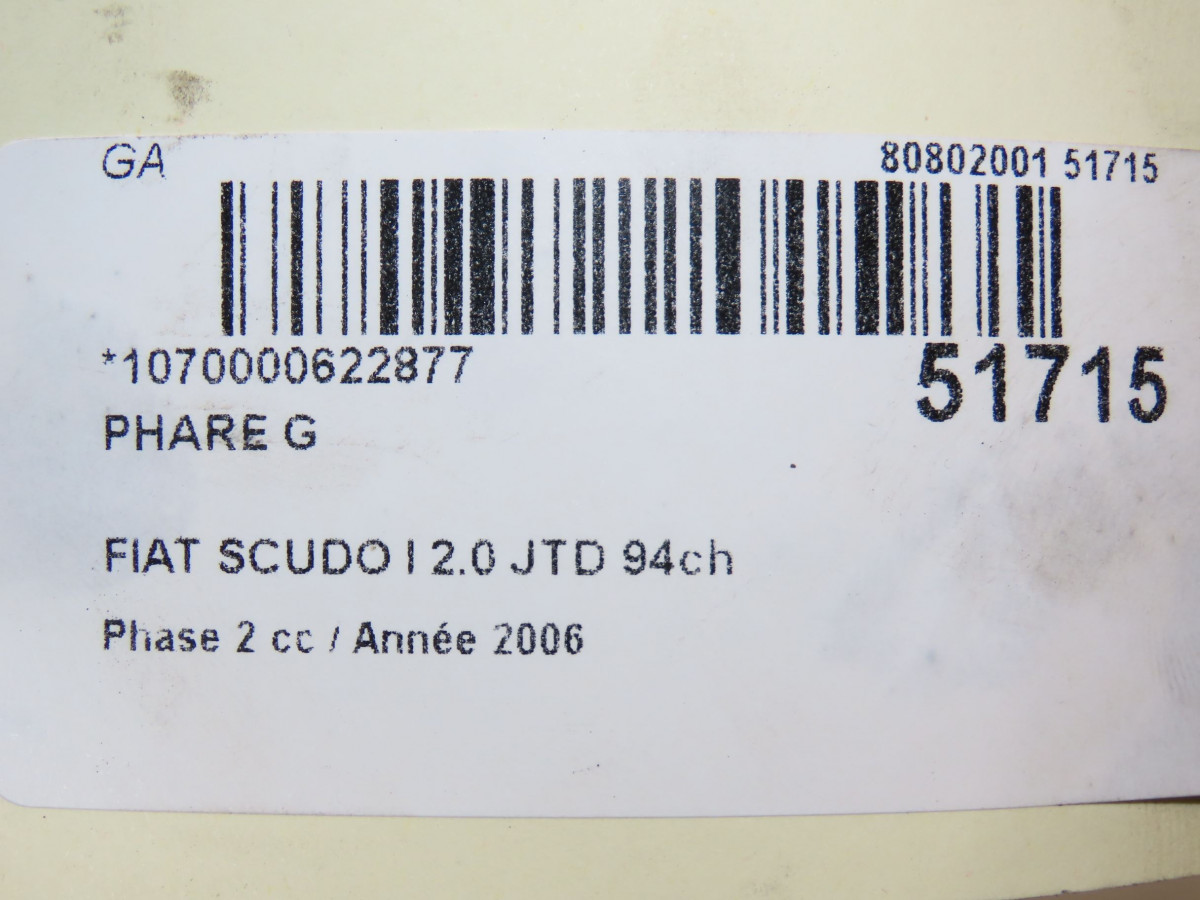 GA 80802001 51715
*1070000622877 51715
PHARE G
FIAT SCUDO I 2.0 JTD 94ch
Phase 2 cc / Année 2006